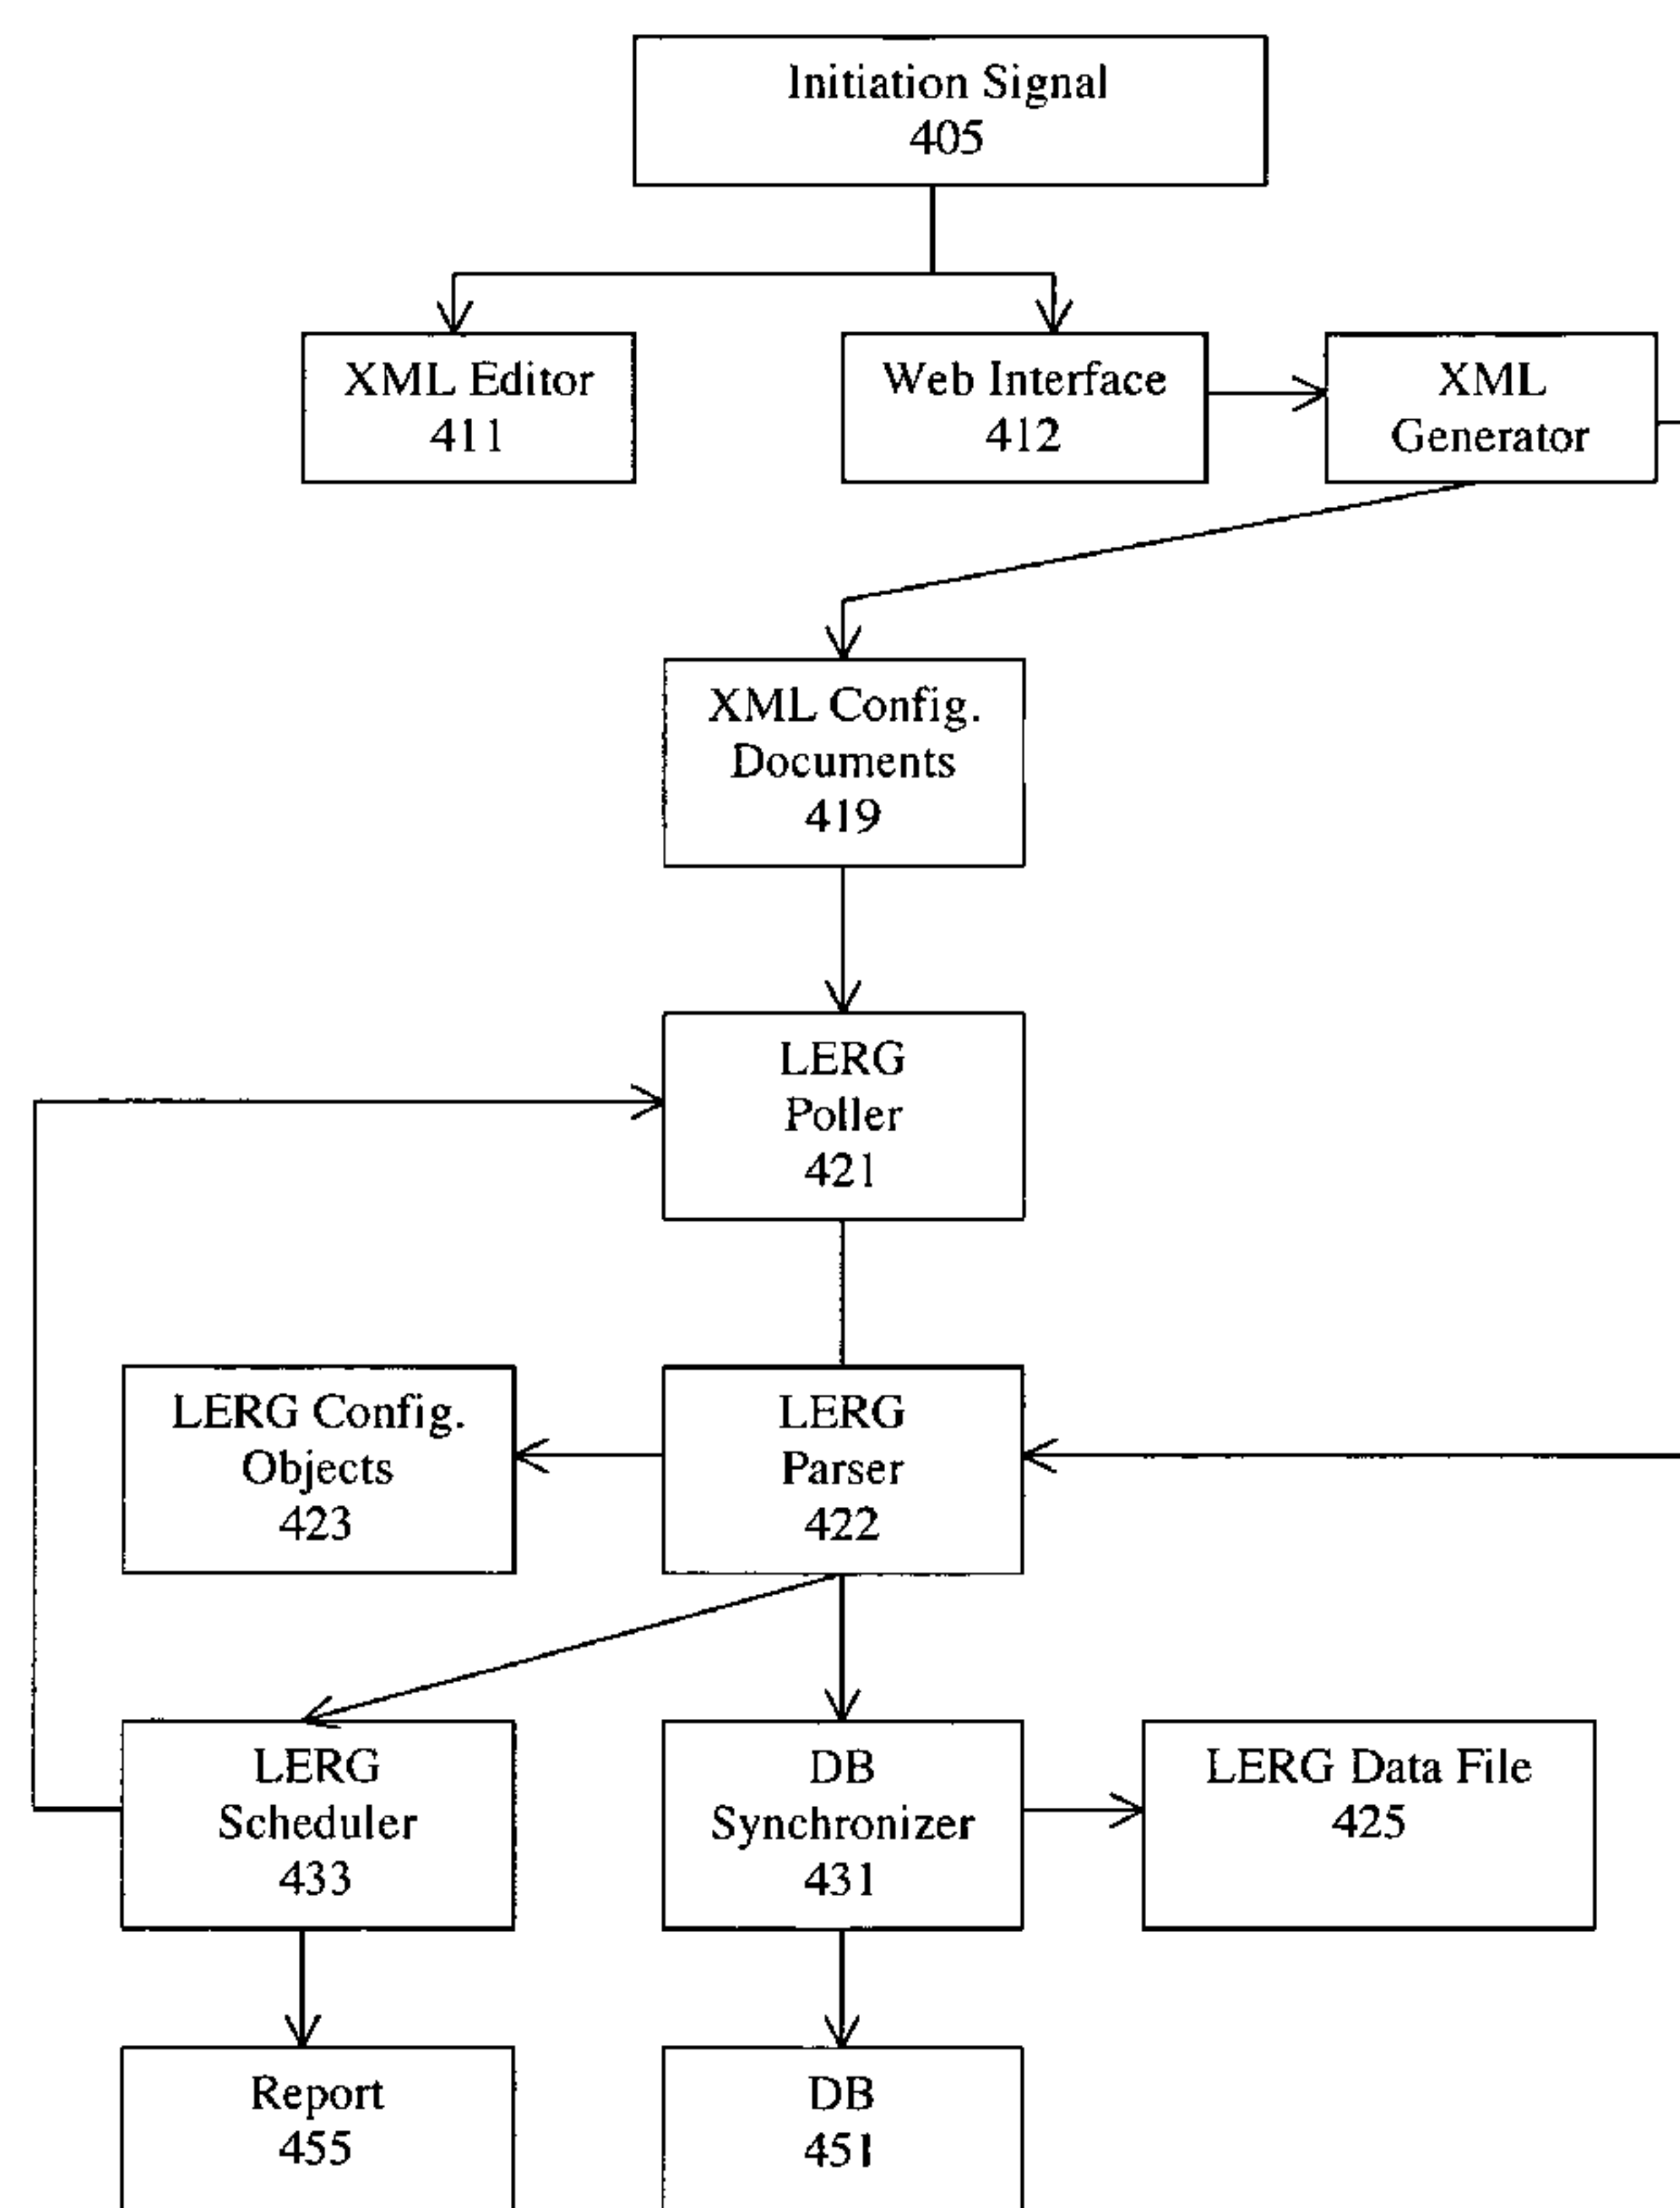 Initiation Signal
405
XML Editor
411
Web Interface
412
XML
Generator
XML Config.
Documents
419
LERG
Poller
421
LERG Config.
Objects
423
LERG
Parser
422
LERG
Scheduler
433
DB
Synchronizer
431
LERG Data File
425
Report
455
DB
451